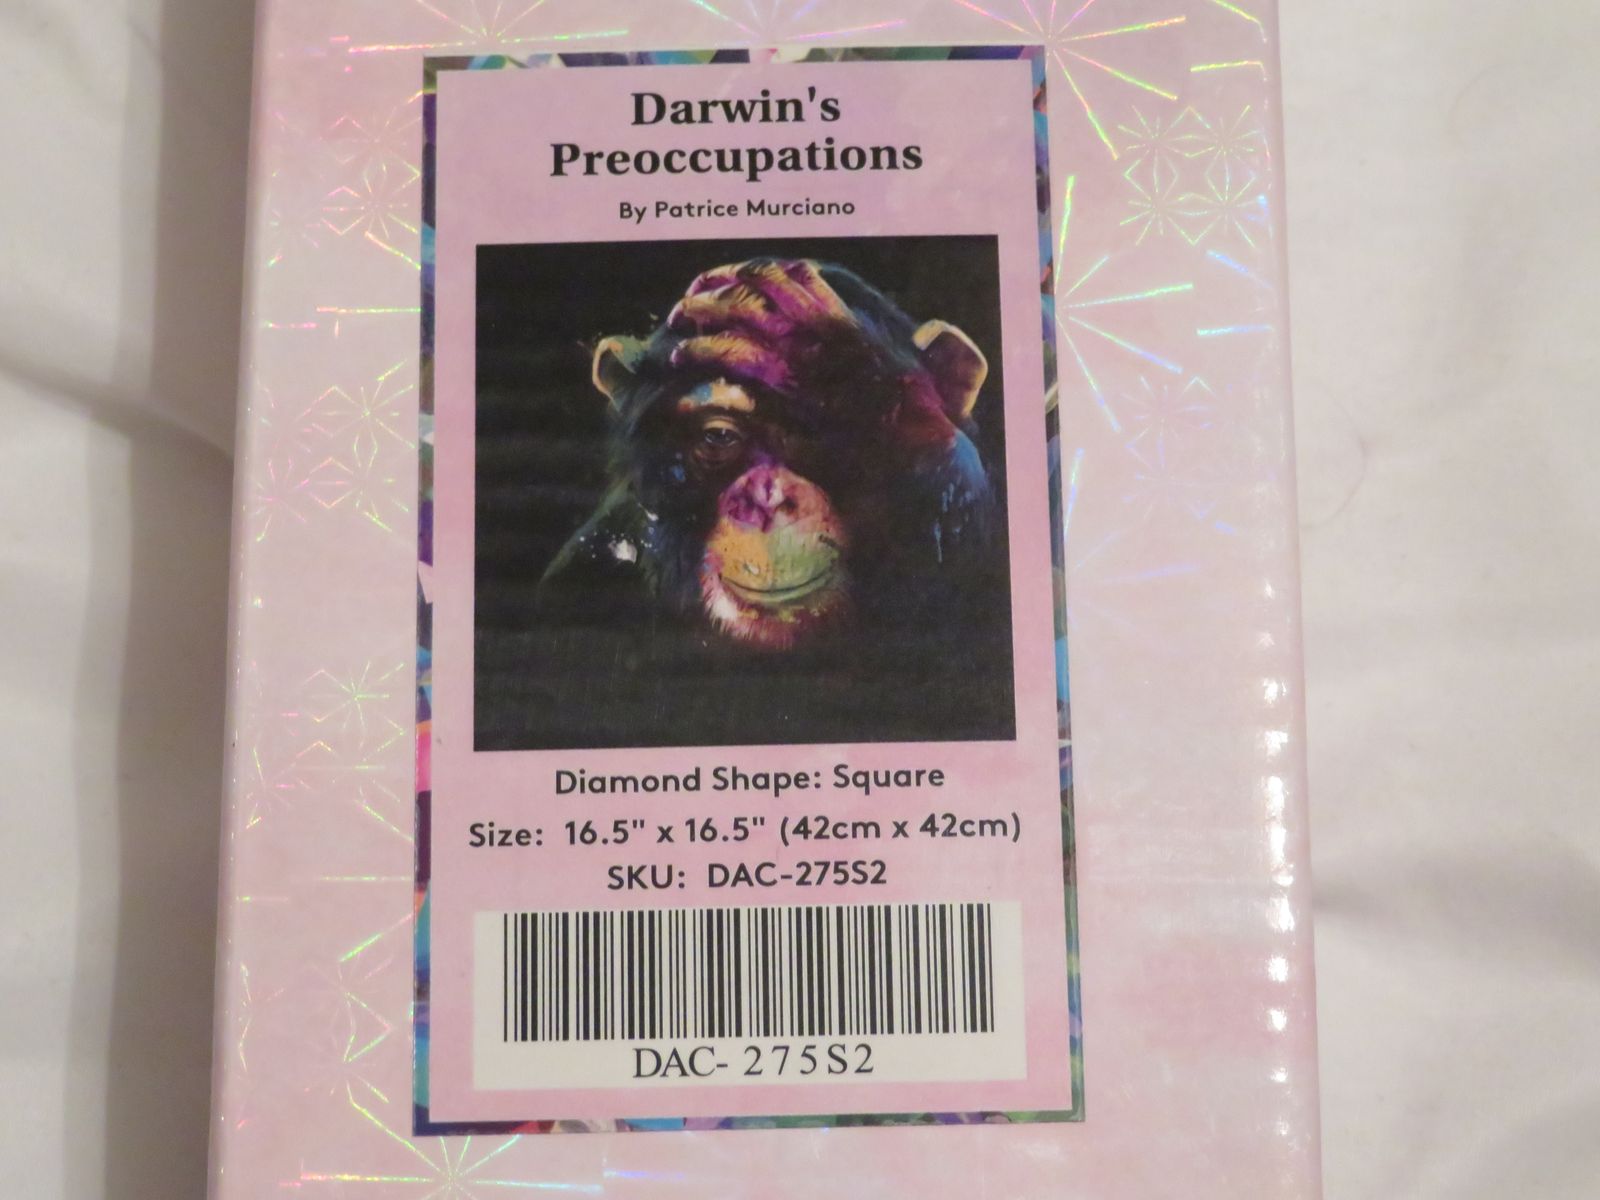 Darwin's
Preoccupations
By Patrice Murciano
Diamond Shape: Square
Size: 16.5" x 16.5" (42cm x 42cm)
SKU: DAC-275S2
DAC- 275S2